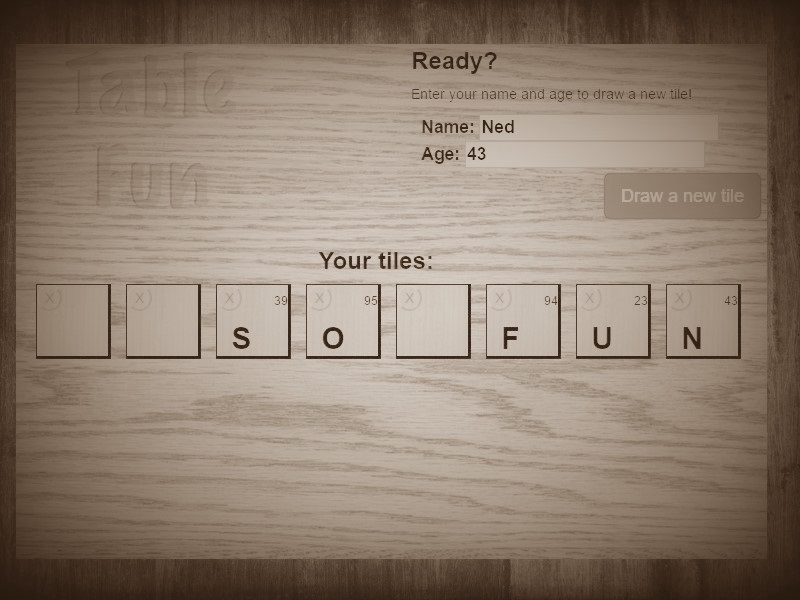 Table
Fun
Ready?
Enter your name and age to draw a new tile!
Name: Ned
Age: 43
Draw a new tile
Your tiles:
X X X 39 X 95 X X 94 X 23 X 43
S O F U N